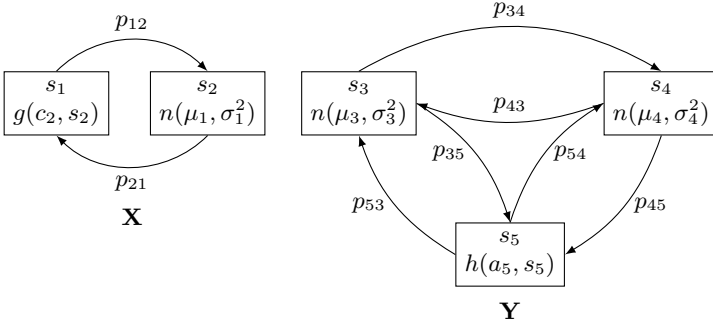 p₁₂
s₁
g(c₂, s₂)
s₂
n(μ₁, σ₁²)
p₂₁
X
p₃₄
s₃
n(μ₃, σ₃²)
s₄
n(μ₄, σ₄²)
p₄₃
p₃₅
p₅₄
p₅₃
p₄₅
s₅
h(a₅, s₅)
Y